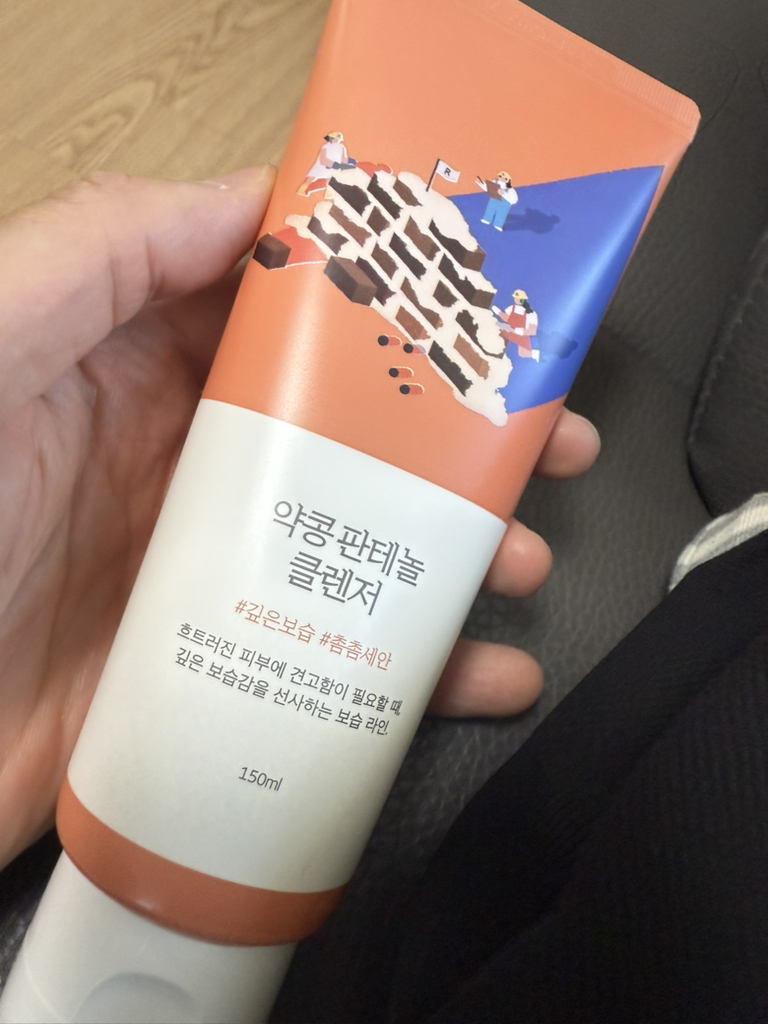 R
약콩 판테놀
클렌저
#깊은보습 #촘촘세안
흐트러진 피부에 견고함이 필요할 때,
깊은 보습감을 선사하는 보습 라인.
150ml